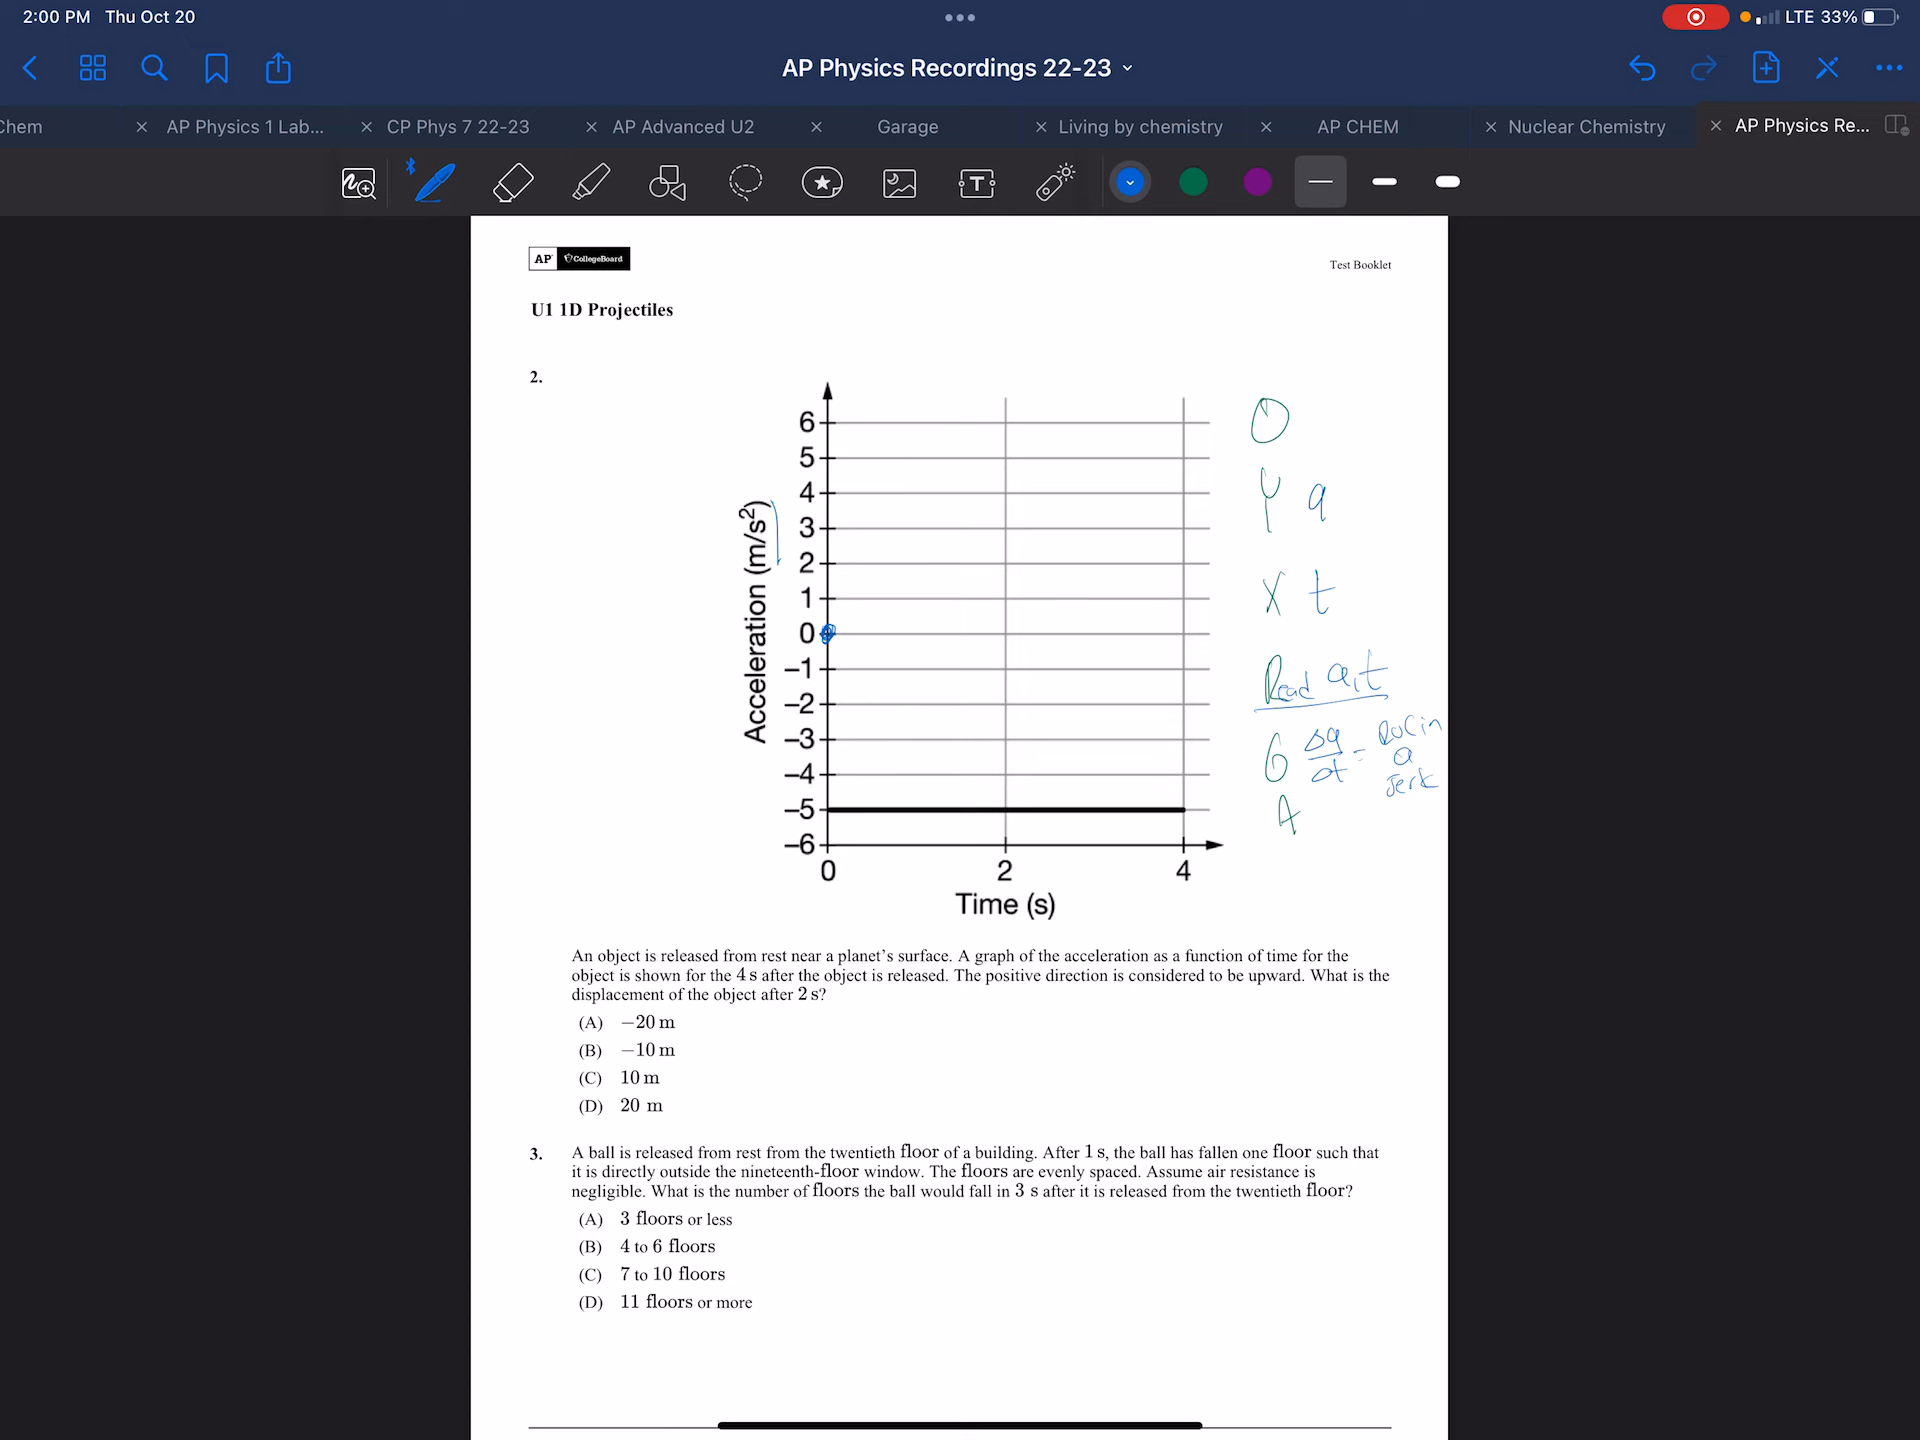 2:00 PM Thu Oct 20
LTE 33%
AP Physics Recordings 22-23
Chem
AP Physics 1 Lab...
CP Phys 7 22-23
AP Advanced U2
Garage
Living by chemistry
AP CHEM
Nuclear Chemistry
AP Physics Re...
AP CollegeBoard
Test Booklet
U1 1D Projectiles
2.
6
5
4
3
2
1
0
−1
−2
−3
−4
−5
−6
0 2 4
Acceleration (m/s²)
Time (s)
O
Y a
X t
Read a,t
G Δa/Δt = RoC in a
Jerk
A
An object is released from rest near a planet's surface. A graph of the acceleration as a function of time for the
object is shown for the 4 s after the object is released. The positive direction is considered to be upward. What is the
displacement of the object after 2 s?
(A) −20 m
(B) −10 m
(C) 10 m
(D) 20 m
3. A ball is released from rest from the twentieth floor of a building. After 1 s, the ball has fallen one floor such that
it is directly outside the nineteenth-floor window. The floors are evenly spaced. Assume air resistance is
negligible. What is the number of floors the ball would fall in 3 s after it is released from the twentieth floor?
(A) 3 floors or less
(B) 4 to 6 floors
(C) 7 to 10 floors
(D) 11 floors or more